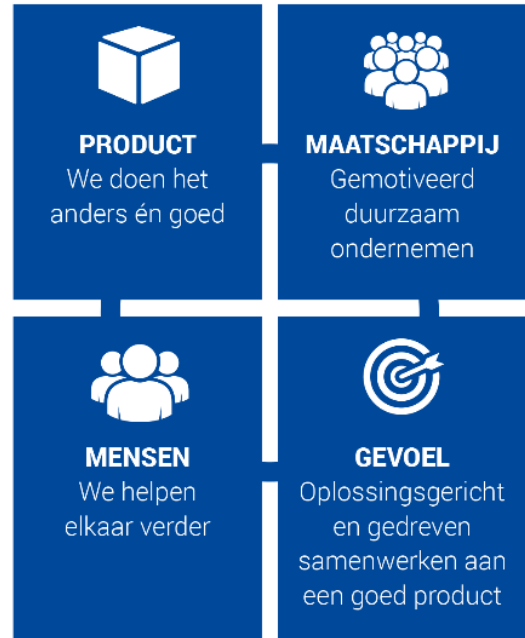 PRODUCT
We doen het
anders én goed
MAATSCHAPPIJ
Gemotiveerd
duurzaam
ondernemen
MENSEN
We helpen
elkaar verder
GEVOEL
Oplossingsgericht
en gedreven
samenwerken aan
een goed product